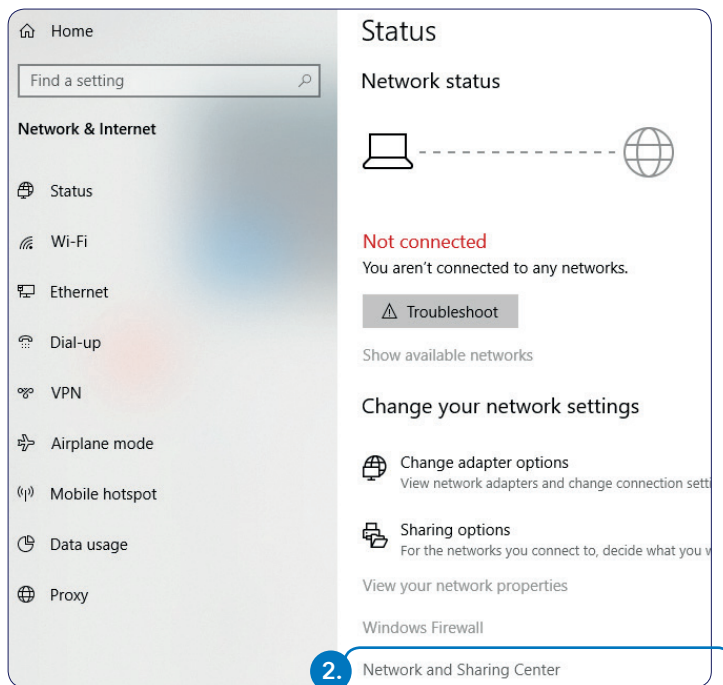 Home
Find a setting
Network & Internet
Status
Wi-Fi
Ethernet
Dial-up
VPN
Airplane mode
Mobile hotspot
Data usage
Proxy
Status
Network status
Not connected
You aren't connected to any networks.
Troubleshoot
Show available networks
Change your network settings
Change adapter options
View network adapters and change connection setti
Sharing options
For the networks you connect to, decide what you w
View your network properties
Windows Firewall
2. Network and Sharing Center